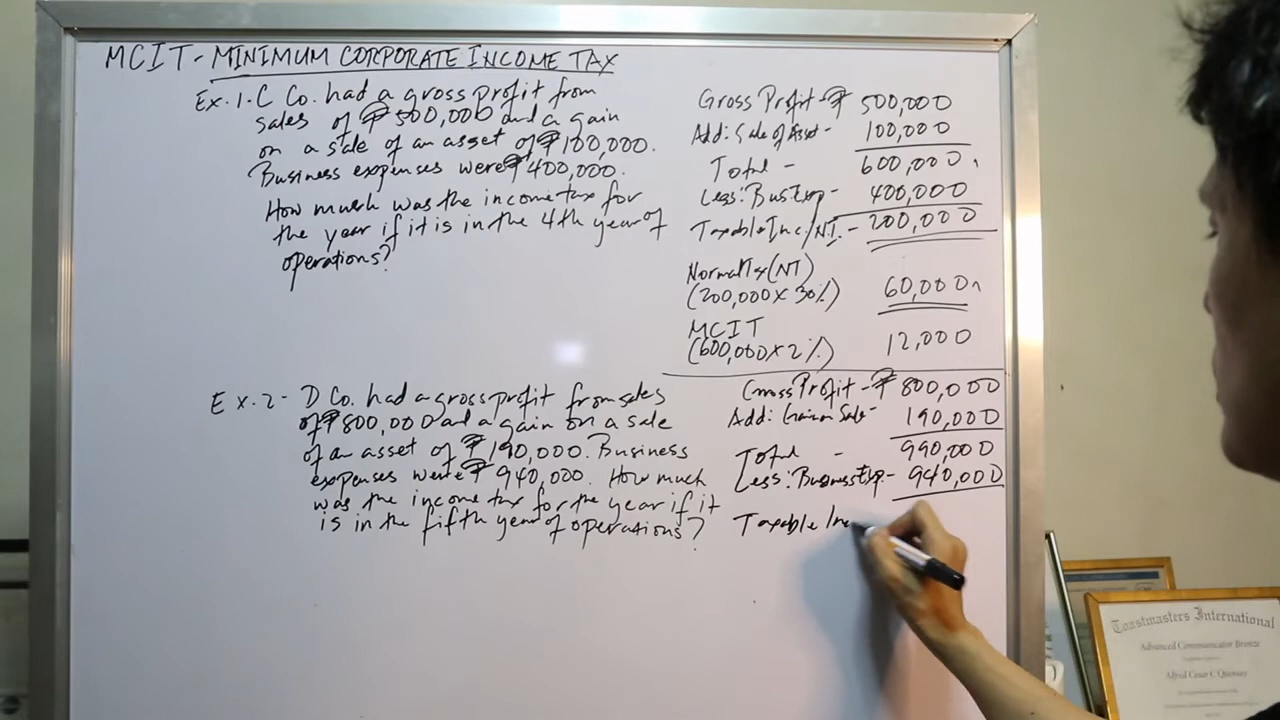 MCIT - MINIMUM CORPORATE INCOME TAX
Ex. 1. C Co. had a gross profit from
sales of ₱500,000 and a gain
on a sale of an asset of ₱100,000.
Business expenses were ₱400,000.
How much was the income tax for
the year if it is in the 4th year of
operations?
Gross Profit - ₱ 500,000
Add: Sale of Asset - 100,000
Total - 600,000
Less: Bus Exp - 400,000
Taxable Inc./N.I. - 200,000
Normal Tx (NT)
(200,000 x 30%) 60,000
MCIT
(600,000 x 2%) 12,000
Ex. 2 - D Co. had a gross profit from sales
of ₱800,000 and a gain on a sale
of an asset of ₱190,000. Business
expenses were ₱940,000. How much
was the income tax for the year if it
is in the fifth year of operations?
Gross Profit - ₱ 800,000
Add: Gain on Sale - 190,000
Total - 990,000
Less: Business Exp - 940,000
Taxable Inc
Toastmasters International
Advanced Communicator Bronze